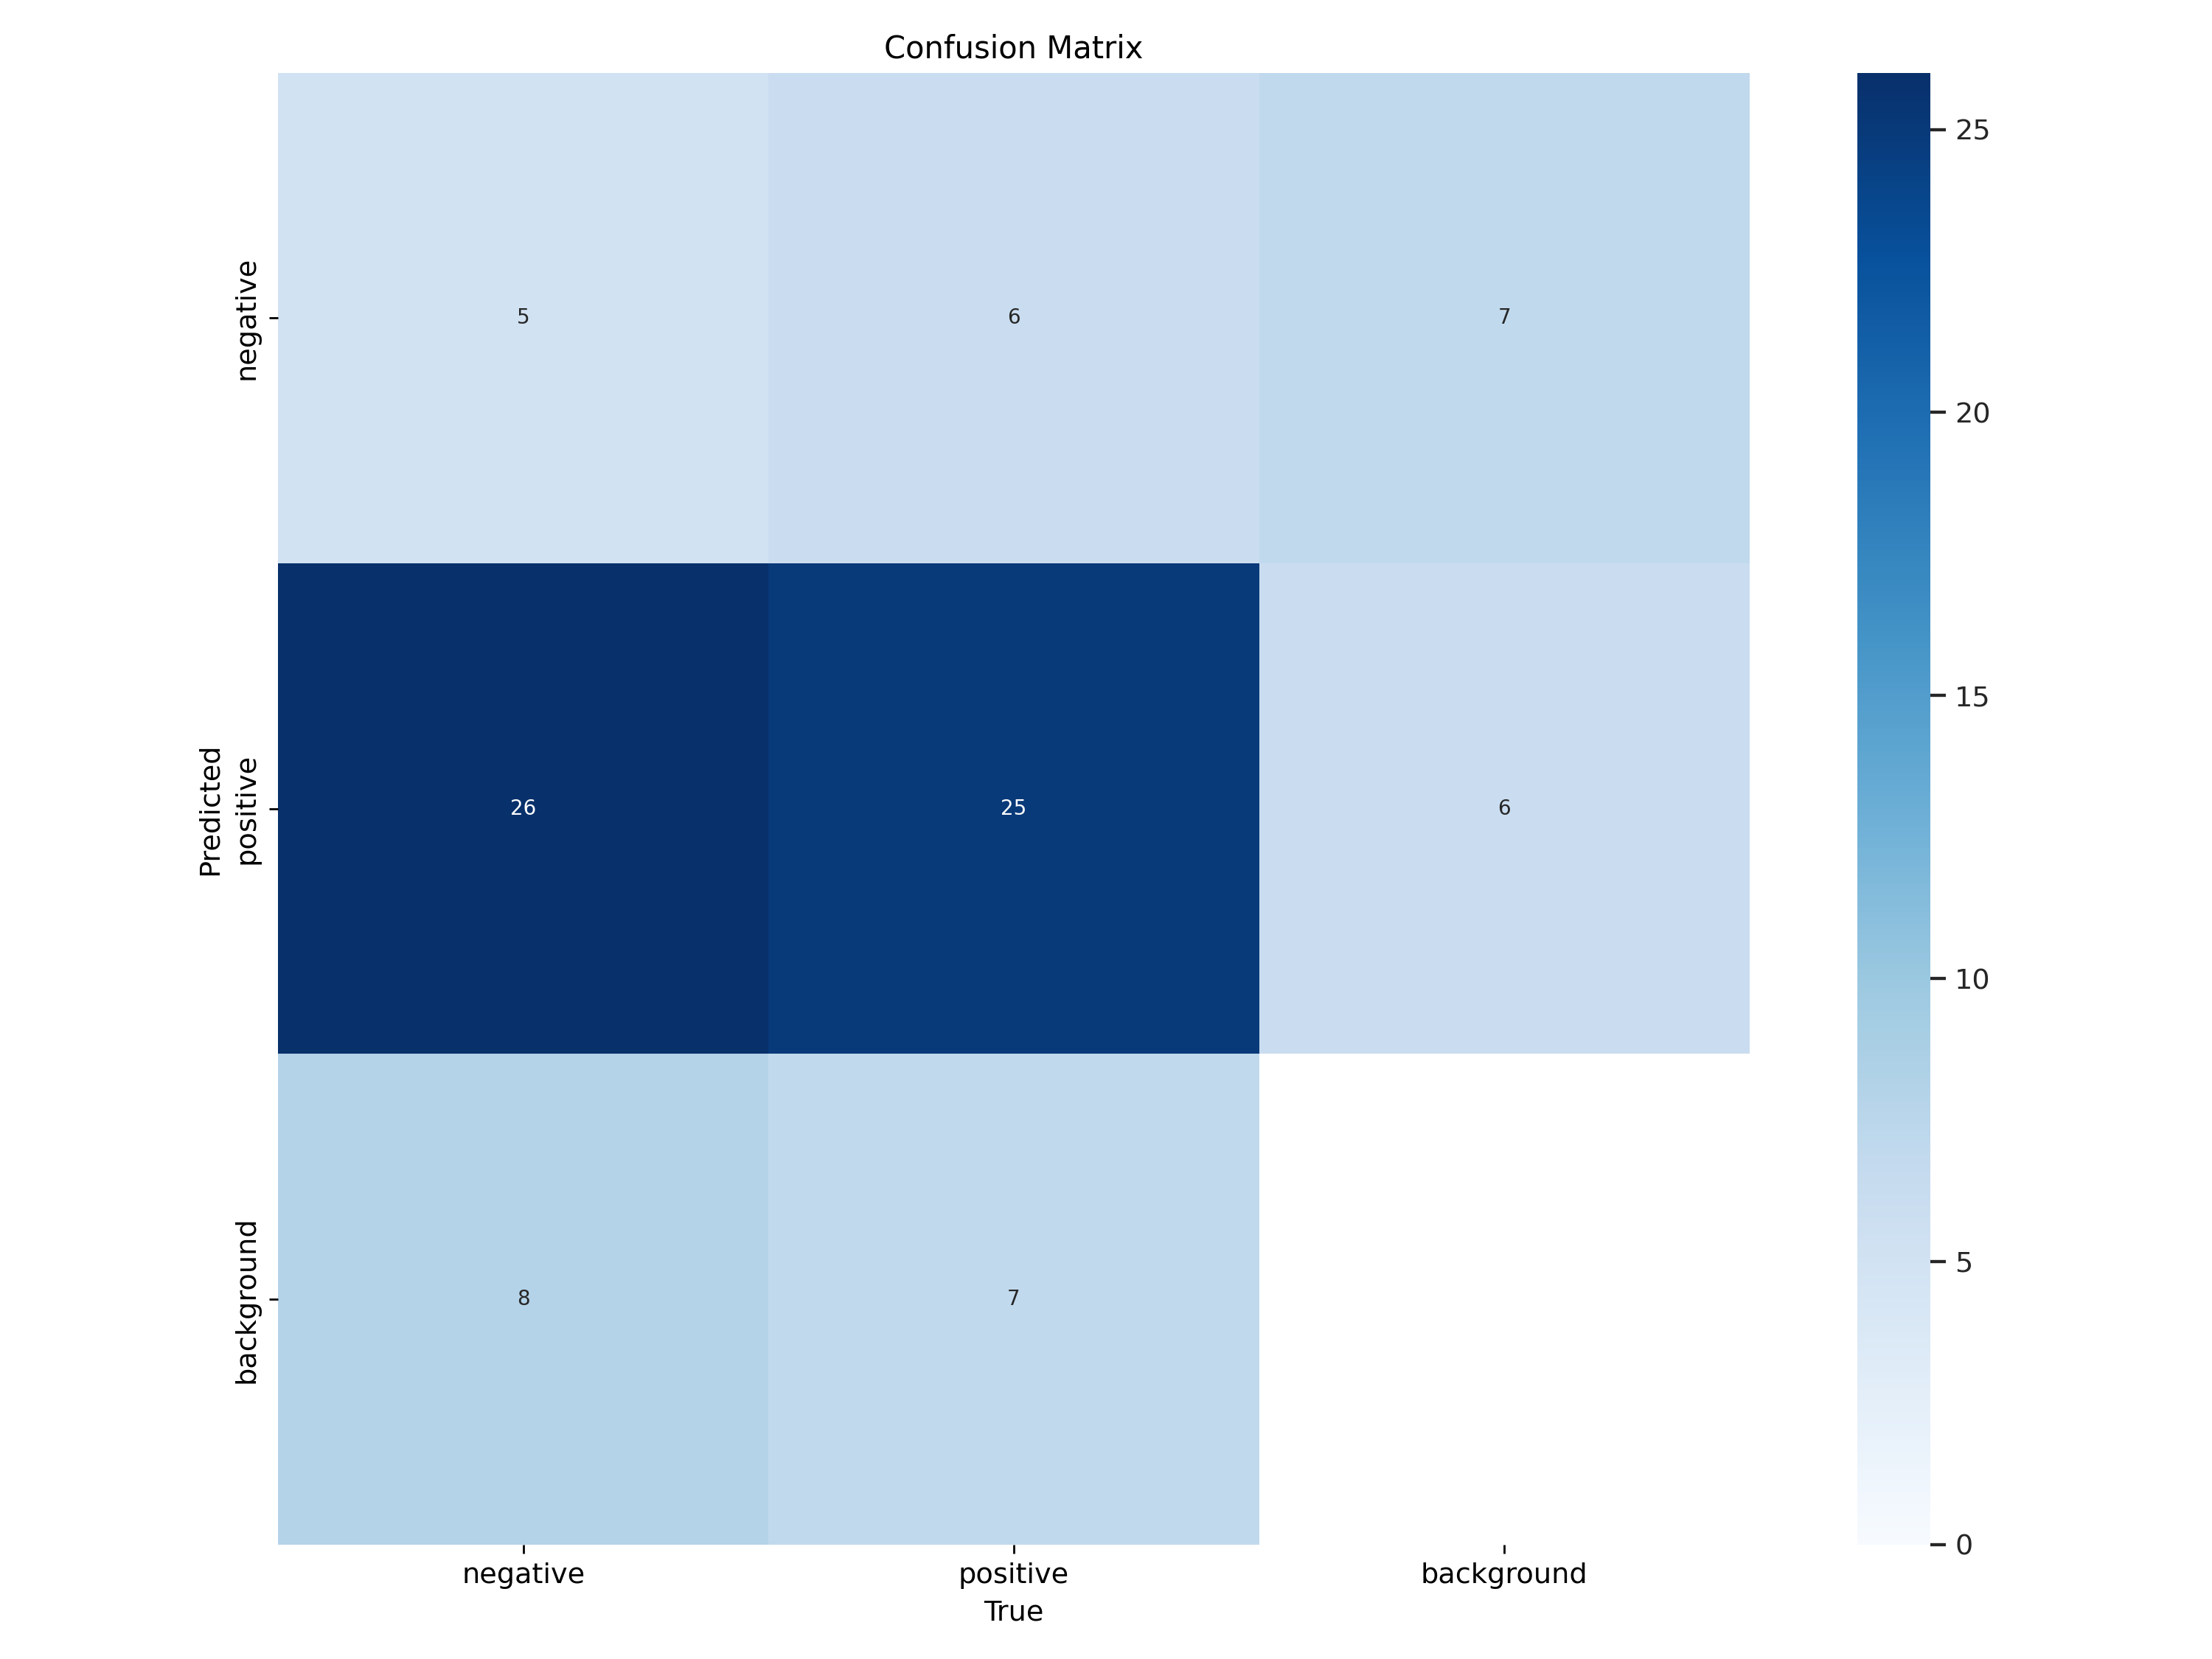 Confusion Matrix
negative
5
6
7
25
20
Predicted
positive
26
25
6
15
10
background
8
7
5
0
negative
positive
background
True